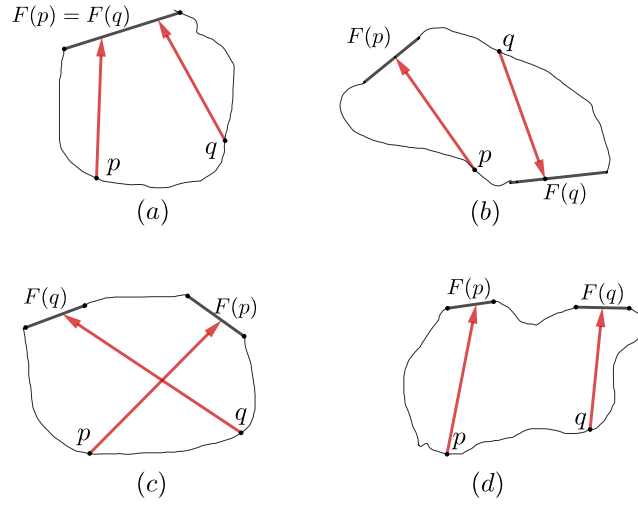 F(p) = F(q)
p
q
(a)
F(p)
q
p
F(q)
(b)
F(q)
F(p)
p
q
(c)
F(p)
F(q)
p
q
(d)